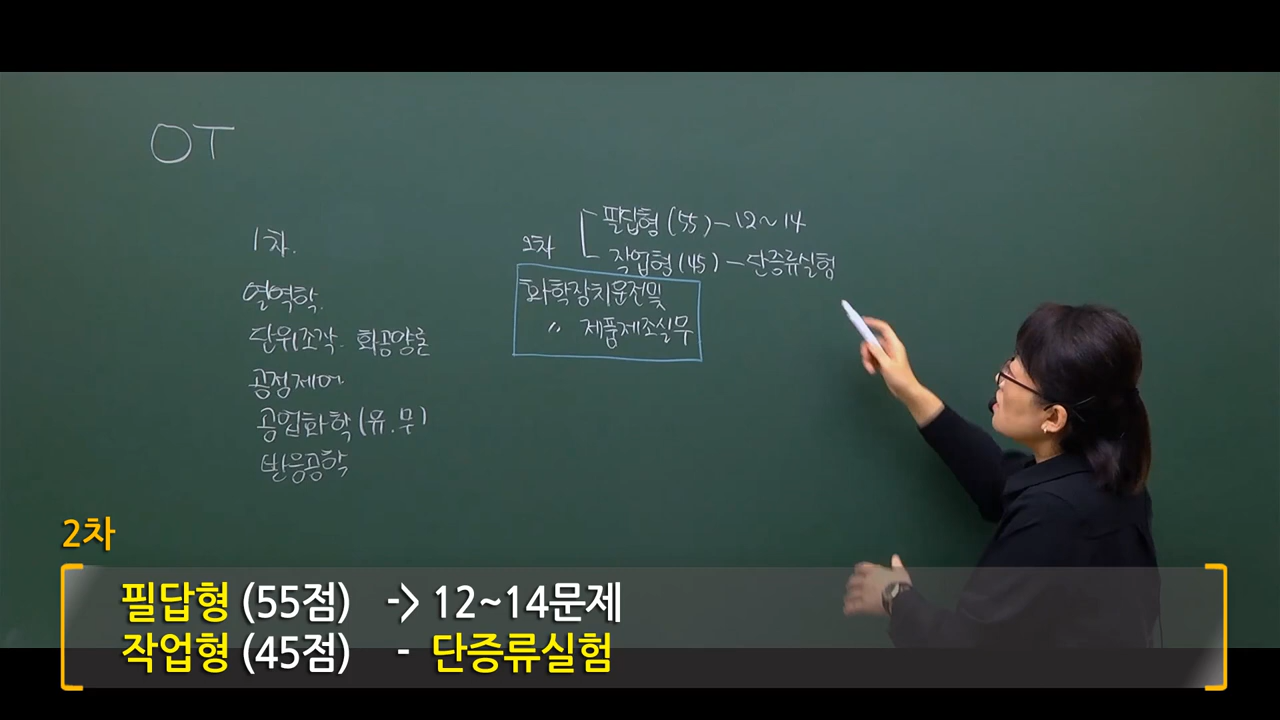 OT
1차.
열역학.
단위조작. 화공양론
공정제어
공업화학(유.무)
반응공학
2차
필답형(55)-12~14
작업형(45)-단증류실험
화학장치운전및
〃 제품제조실무
2차
필답형 (55점) -> 12~14문제
작업형 (45점) - 단증류실험